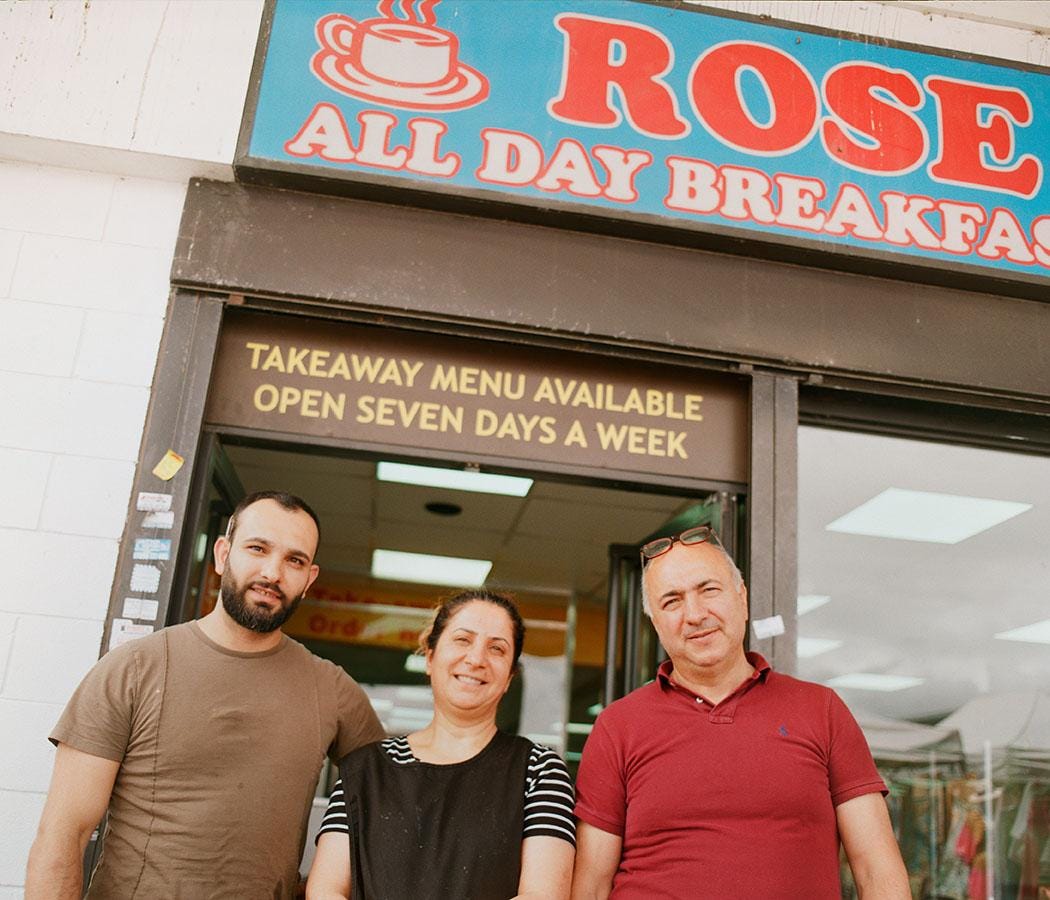 ROSE
ALL DAY BREAKFAS
TAKEAWAY MENU AVAILABLE
OPEN SEVEN DAYS A WEEK